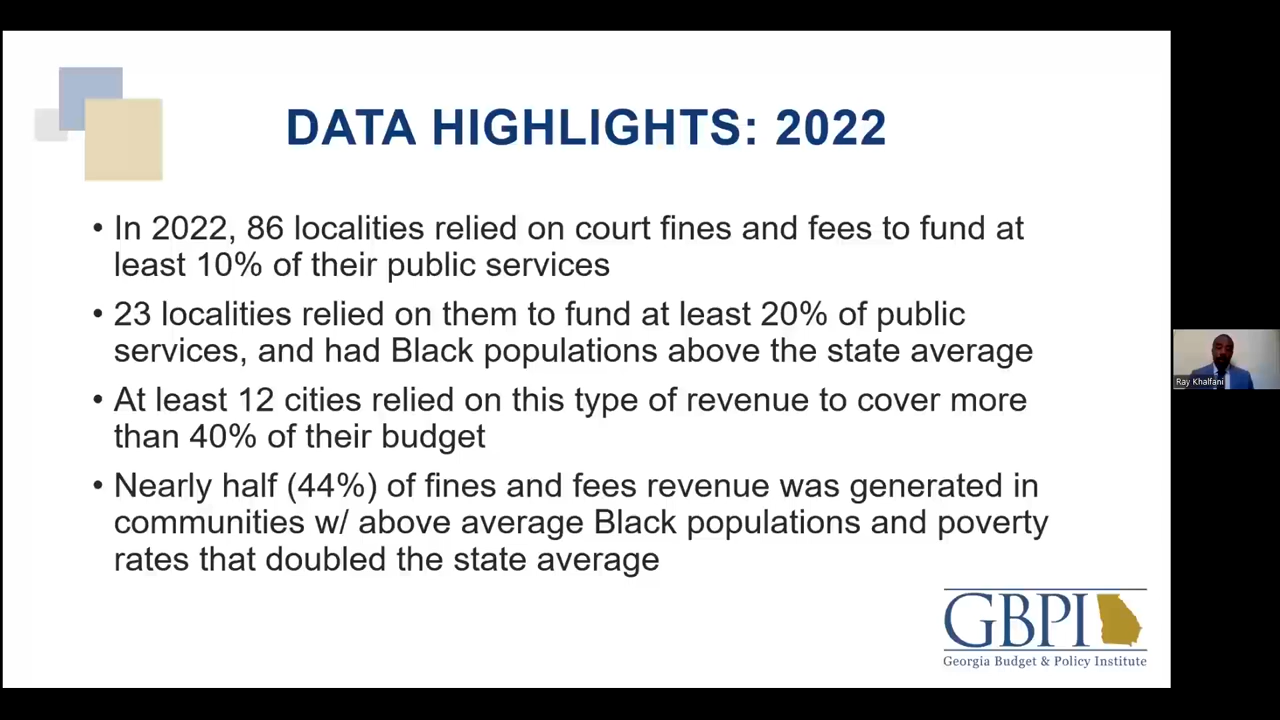 DATA HIGHLIGHTS: 2022
• In 2022, 86 localities relied on court fines and fees to fund at
least 10% of their public services
• 23 localities relied on them to fund at least 20% of public
services, and had Black populations above the state average
• At least 12 cities relied on this type of revenue to cover more
than 40% of their budget
• Nearly half (44%) of fines and fees revenue was generated in
communities w/ above average Black populations and poverty
rates that doubled the state average
GBPI
Georgia Budget & Policy Institute
Ray Khalfani